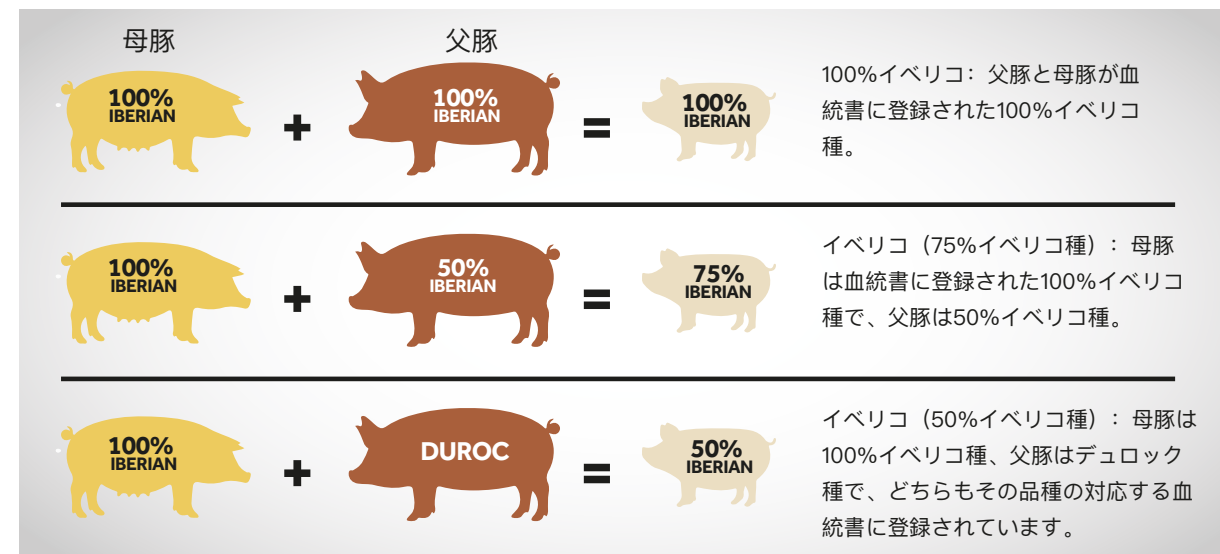 母豚
父豚
100%
IBERIAN
+
100%
IBERIAN
=
100%
IBERIAN
100%イベリコ：父豚と母豚が血
統書に登録された100%イベリコ
種。
100%
IBERIAN
+
50%
IBERIAN
=
75%
IBERIAN
イベリコ（75%イベリコ種）：母豚
は血統書に登録された100%イベリコ
種で、父豚は50%イベリコ種。
100%
IBERIAN
+
DUROC
=
50%
IBERIAN
イベリコ（50%イベリコ種）：母豚は
100%イベリコ種、父豚はデュロック
種で、どちらもその品種の対応する血
統書に登録されています。